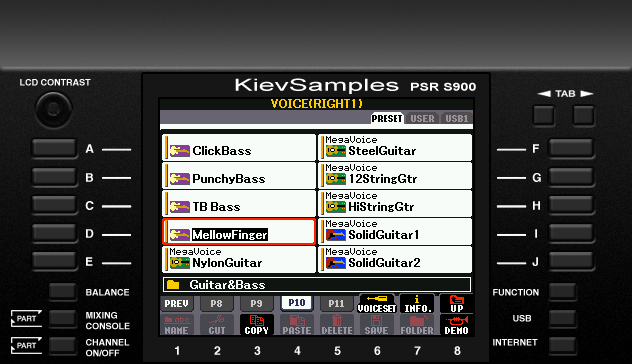 LCD CONTRAST
KievSamples PSR S900
TAB
VOICE(RIGHT1)
PRESET USER USB1
A
ClickBass
MegaVoice
SteelGuitar
F
B
PunchyBass
MegaVoice
12StringGtr
G
C
TB Bass
MegaVoice
HiStringGtr
H
D
MellowFinger
MegaVoice
SolidGuitar1
I
E
MegaVoice
NylonGuitar
MegaVoice
SolidGuitar2
J
Guitar&Bass
BALANCE
FUNCTION
PREV P8 P9 P10 P11 VOICESET INFO. UP
PART
MIXING
CONSOLE
USB
NAME CUT COPY PASTE DELETE SAVE FOLDER DEMO
PART
CHANNEL
ON/OFF
INTERNET
1 2 3 4 5 6 7 8